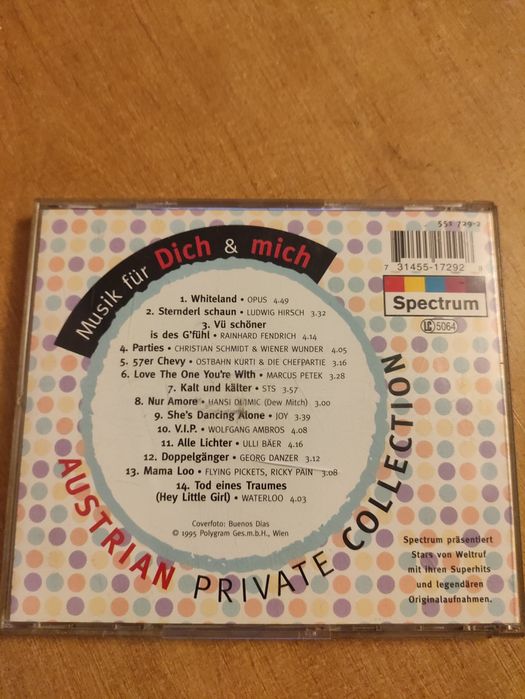 Musik für Dich & mich
551 729-2
7 31455-17292 8
Spectrum
LC 5064
1. Whiteland • OPUS 4.49
2. Sternderl schaun • LUDWIG HIRSCH 3.32
3. Vü schöner
is des G'fühl • RAINHARD FENDRICH 4.14
4. Parties • CHRISTIAN SCHMIDT & WIENER WUNDER 4.05
5. 57er Chevy • OSTBAHN KURTI & DIE CHEFPARTIE 3.16
6. Love The One You're With • MARCUS PETEK 3.28
7. Kalt und kälter • STS 3.57
8. Nur Amore • HANSI (Dew Mitch) 3.00
9. She's Dancing Alone • JOY 3.39
10. V.I.P. • WOLFGANG AMBROS 4.08
11. Alle Lichter • ULLI BÄER 4.16
12. Doppelgänger • GEORG DANZER 3.12
13. Mama Loo • FLYING PICKETS, RICKY PAIN 3.08
14. Tod eines Traumes
(Hey Little Girl) • WATERLOO 4.03
Coverfoto: Buenos Dias
© 1995 Polygram Ges.m.b.H., Wien
AUSTRIAN PRIVATE COLLECTION
Spectrum präsentiert
Stars von Weltruf
mit ihren Superhits
und legendären
Originalaufnahmen.